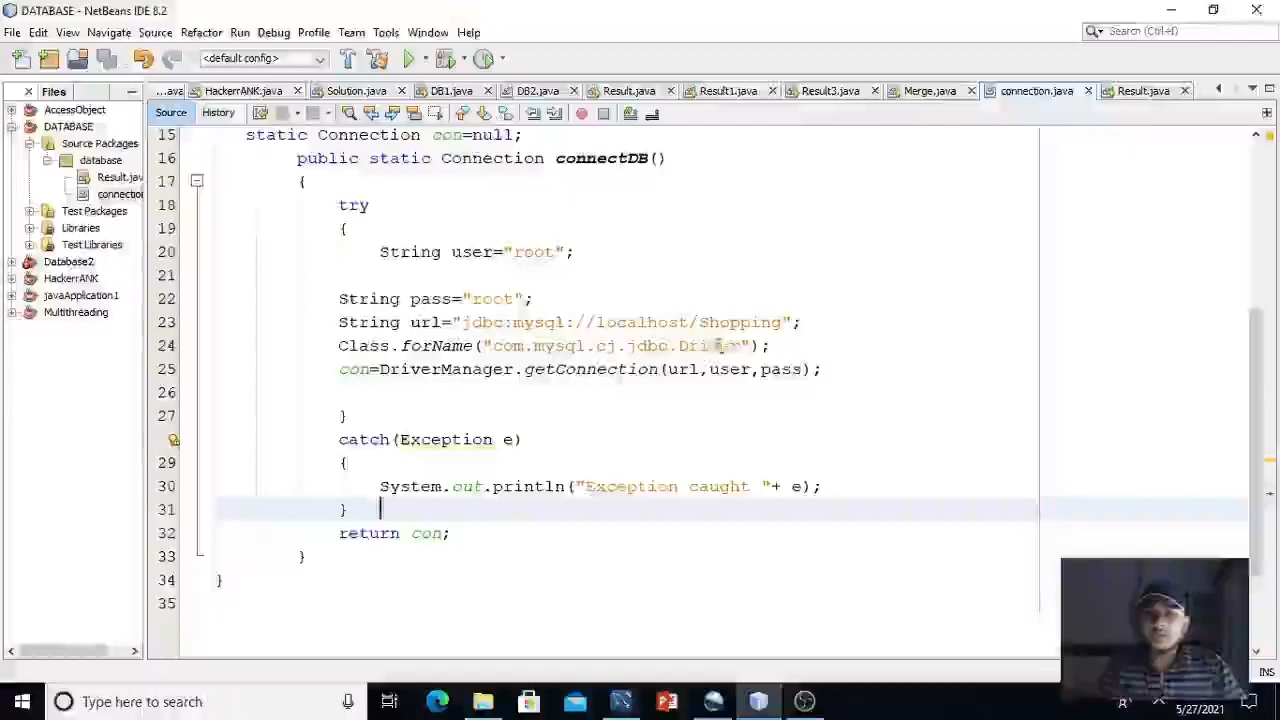 DATABASE - NetBeans IDE 8.2
File Edit View Navigate Source Refactor Run Debug Profile Team Tools Window Help
Search (Ctrl+I)
<default config>
Files
...ava HackerrANK.java Solution.java DB1.java DB2.java Result.java Result1.java Result3.java Merge.java connection.java Result.java
Source History
AccessObject
DATABASE
Source Packages
database
Result.jav
connectio
Test Packages
Libraries
Test Libraries
Database2
HackerrANK
javaApplication1
Multithreading
15 static Connection con=null;
16 public static Connection connectDB()
17 {
18 try
19 {
20 String user="root";
21
22 String pass="root";
23 String url="jdbc:mysql://localhost/Shopping";
24 Class.forName("com.mysql.cj.jdbc.Driver");
25 con=DriverManager.getConnection(url,user,pass);
26
27 }
catch(Exception e)
29 {
30 System.out.println("Exception caught "+ e);
31 }
32 return con;
33 }
34 }
35
INS
Type here to search
5/27/2021